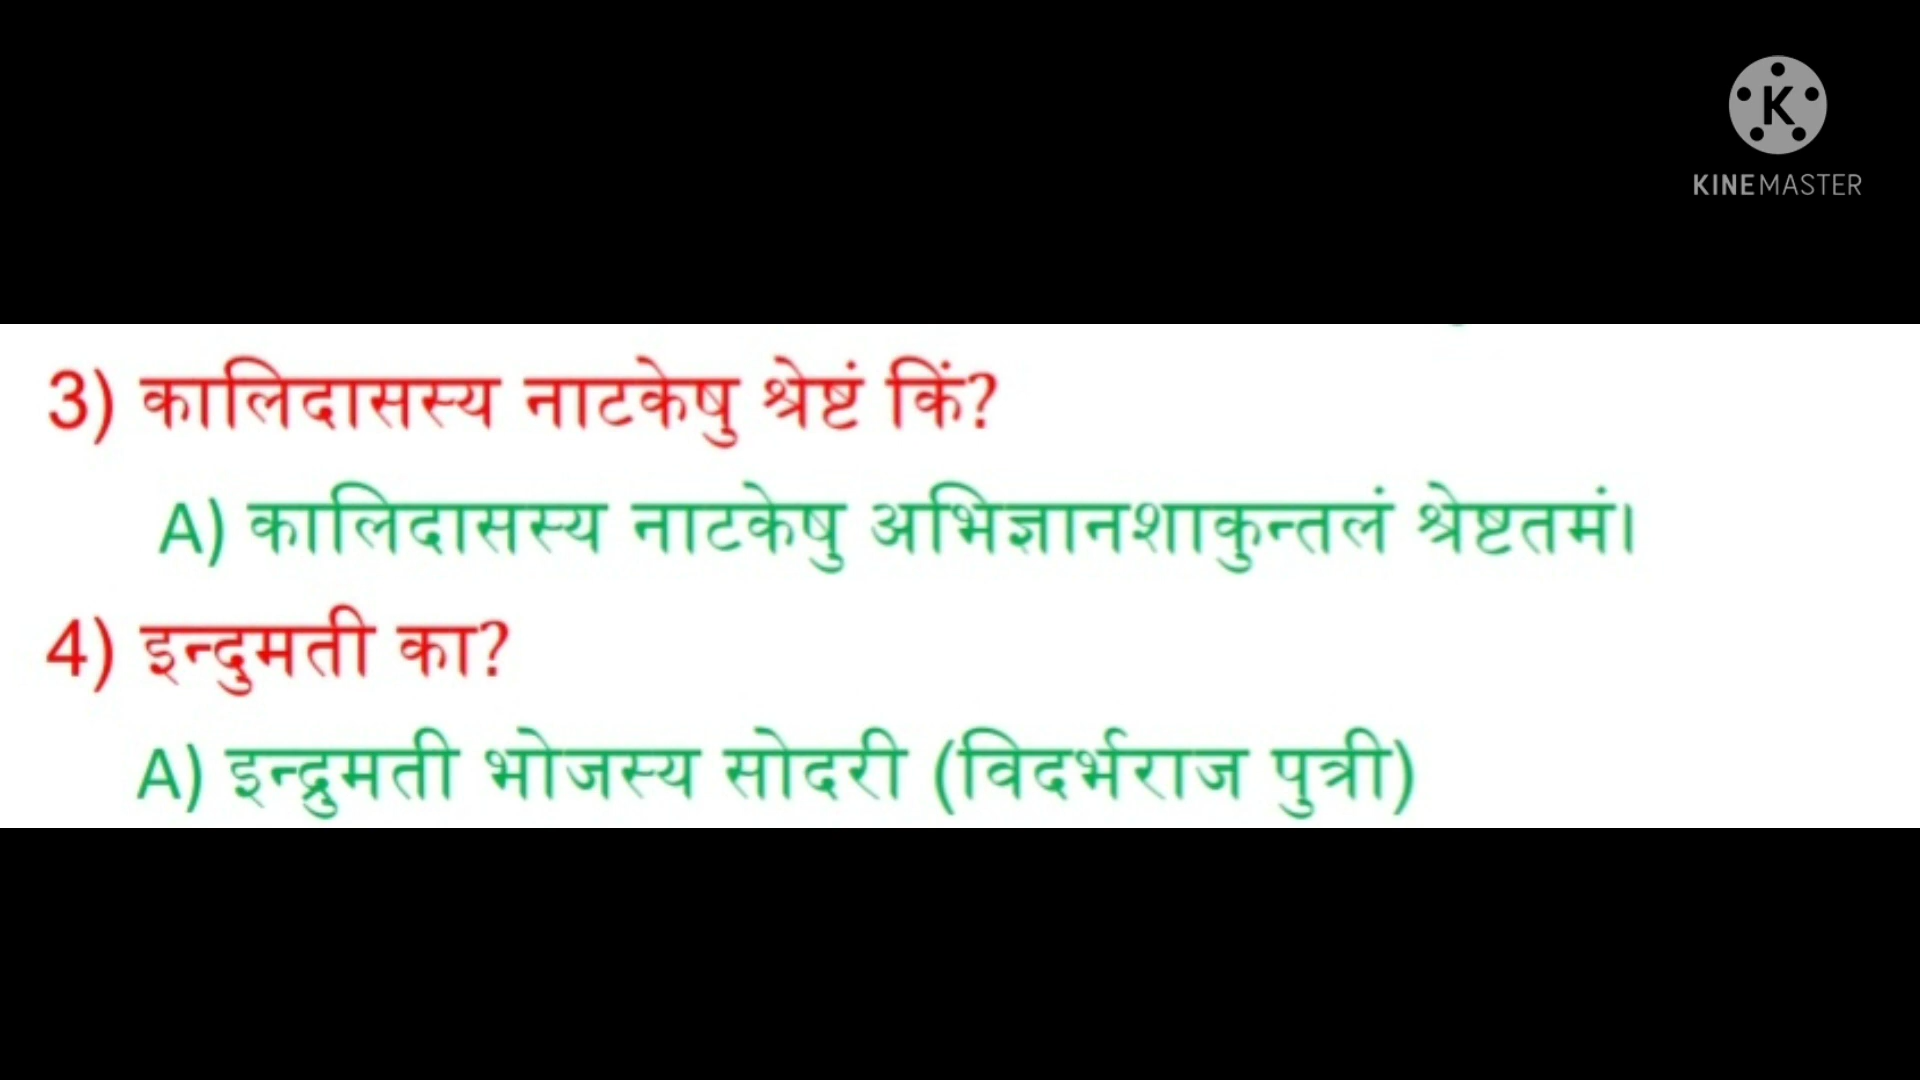 KINEMASTER
3) कालिदासस्य नाटकेषु श्रेष्टं किं?
A) कालिदासस्य नाटकेषु अभिज्ञानशाकुन्तलं श्रेष्टतमं।
4) इन्दुमती का?
A) इन्द्रुमती भोजस्य सोदरी (विदर्भराज पुत्री)